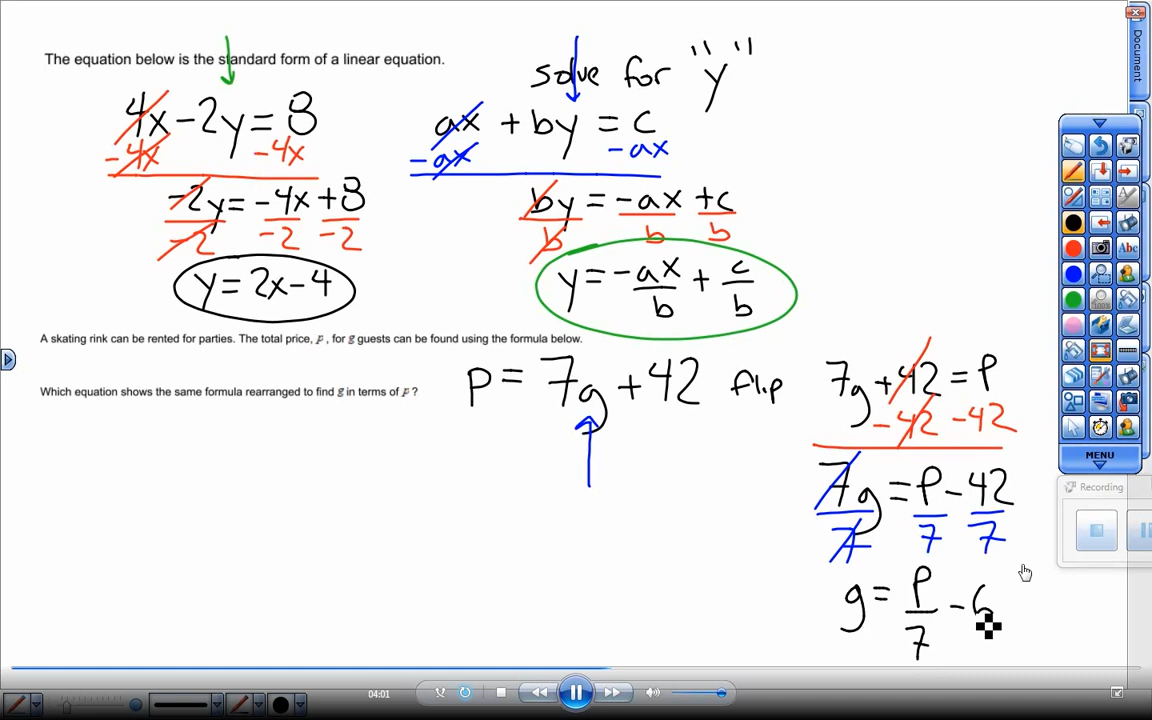 The equation below is the standard form of a linear equation.
solve for "y"
4x - 2y = 8
-4x -4x
-2y = -4x + 8
-2 -2 -2
y = 2x - 4
ax + by = c
-ax -ax
by = -ax + c
b b b
y = -ax/b + c/b
A skating rink can be rented for parties. The total price, p , for g guests can be found using the formula below.
p = 7g + 42 flip
Which equation shows the same formula rearranged to find g in terms of p ?
7g + 42 = P
- 42 - 42
7g = P - 42
7 7 7
g = P/7 - 6
Document
Abc
MENU
Recording
04:01